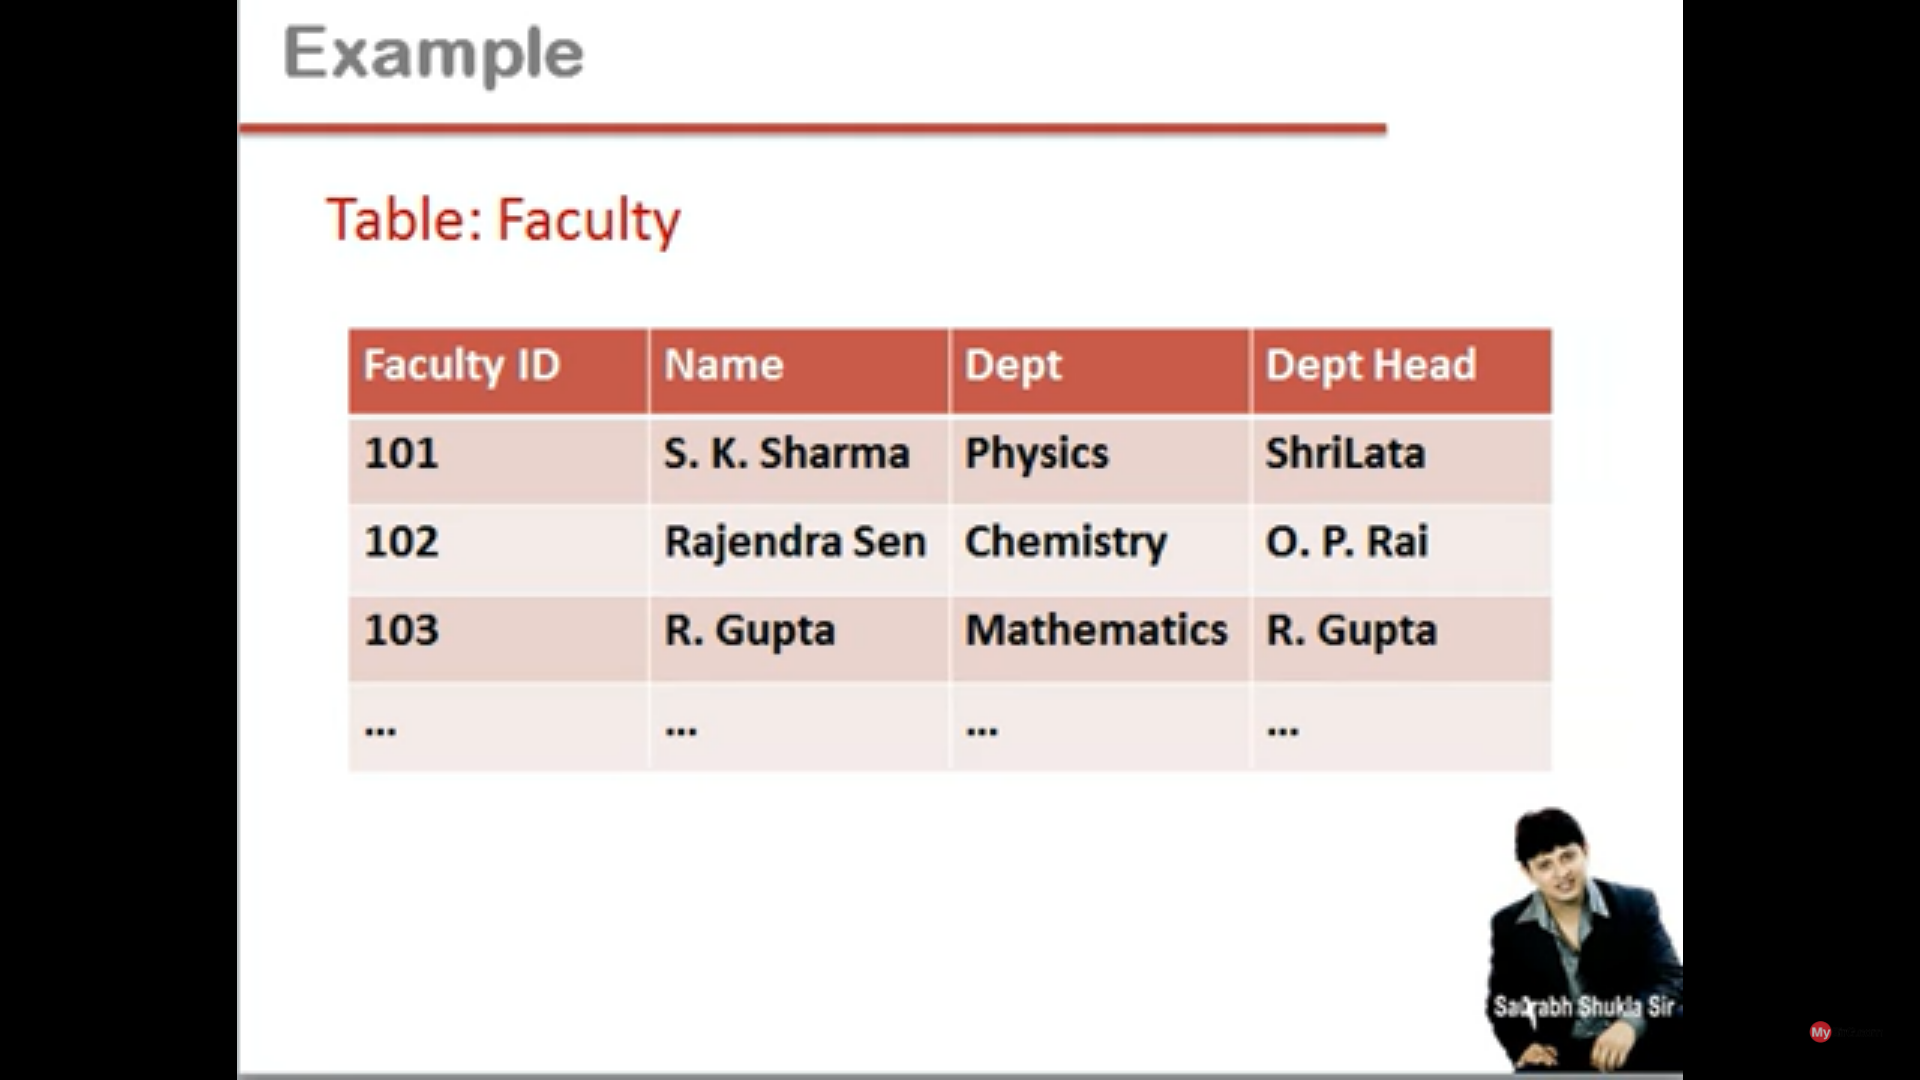 Example
Table: Faculty
Faculty ID Name Dept Dept Head
101 S. K. Sharma Physics ShriLata
102 Rajendra Sen Chemistry O. P. Rai
103 R. Gupta Mathematics R. Gupta
... ... ... ...
Saurabh Shukla Sir
My